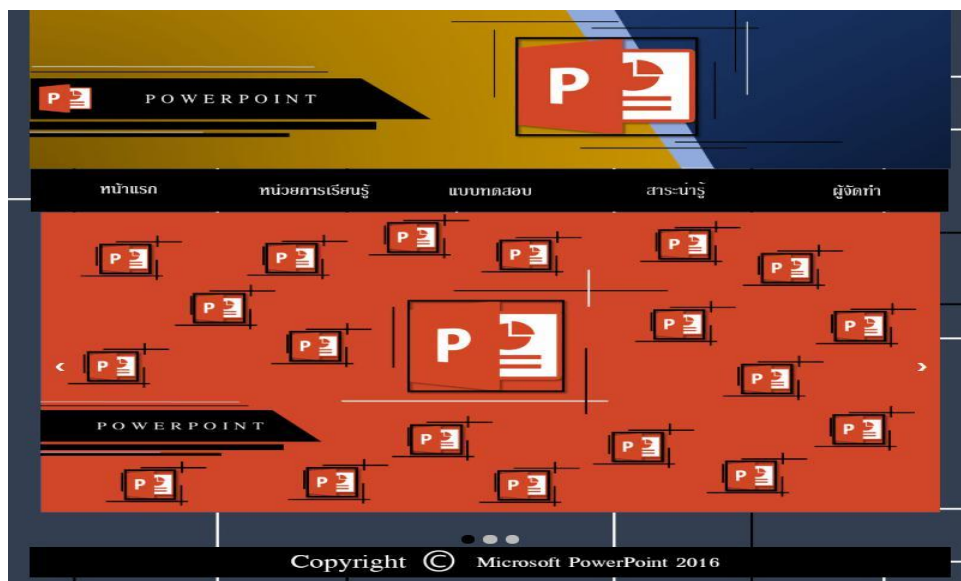 P
POWERPOINT
P
หน้าแรก หน่วยการเรียนรู้ แบบทดสอบ สาระน่ารู้ ผู้จัดทำ
P P P P P P
P P
P P P P
P P
POWERPOINT
P P P
P P P P
Copyright © Microsoft PowerPoint 2016